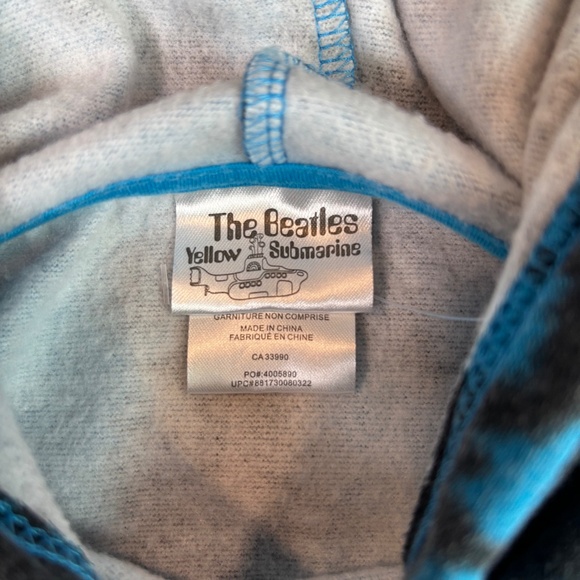 The Beatles
Yellow Submarine
GARNITURE NON COMPRISE
MADE IN CHINA
FABRIQUÉ EN CHINE
CA 33990
PO#:4005890
UPC#881730080322